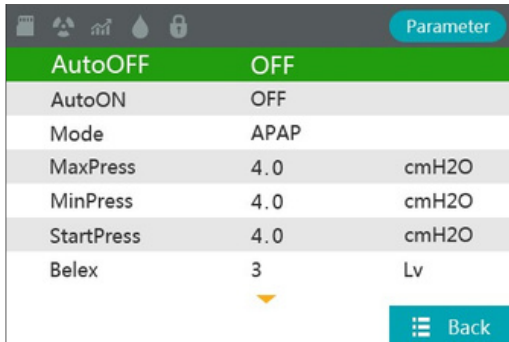 Parameter
AutoOFF OFF
AutoON OFF
Mode APAP
MaxPress 4.0 cmH2O
MinPress 4.0 cmH2O
StartPress 4.0 cmH2O
Belex 3 Lv
Back